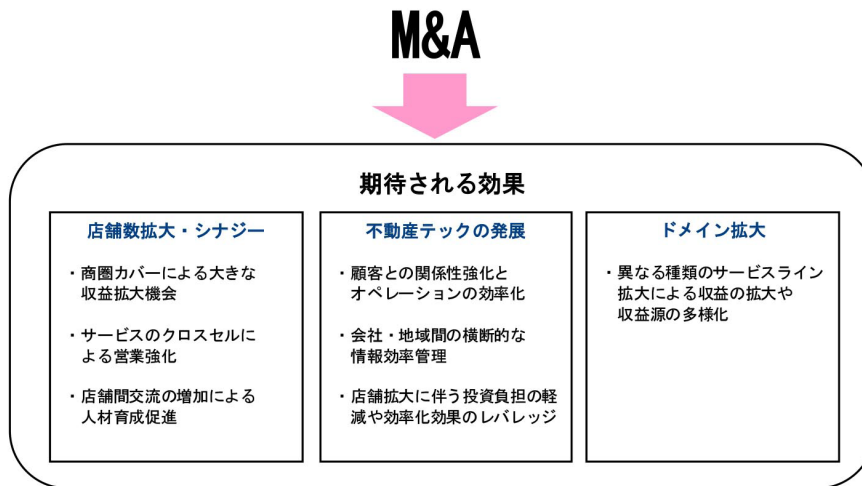 M&A
期待される効果
店舗数拡大・シナジー
・商圏カバーによる大きな
収益拡大機会
・サービスのクロスセルに
よる営業強化
・店舗間交流の増加による
人材育成促進
不動産テックの発展
・顧客との関係性強化と
オペレーションの効率化
・会社・地域間の横断的な
情報効率管理
・店舗拡大に伴う投資負担の軽
減や効率化効果のレバレッジ
ドメイン拡大
・異なる種類のサービスライン
拡大による収益の拡大や
収益源の多様化